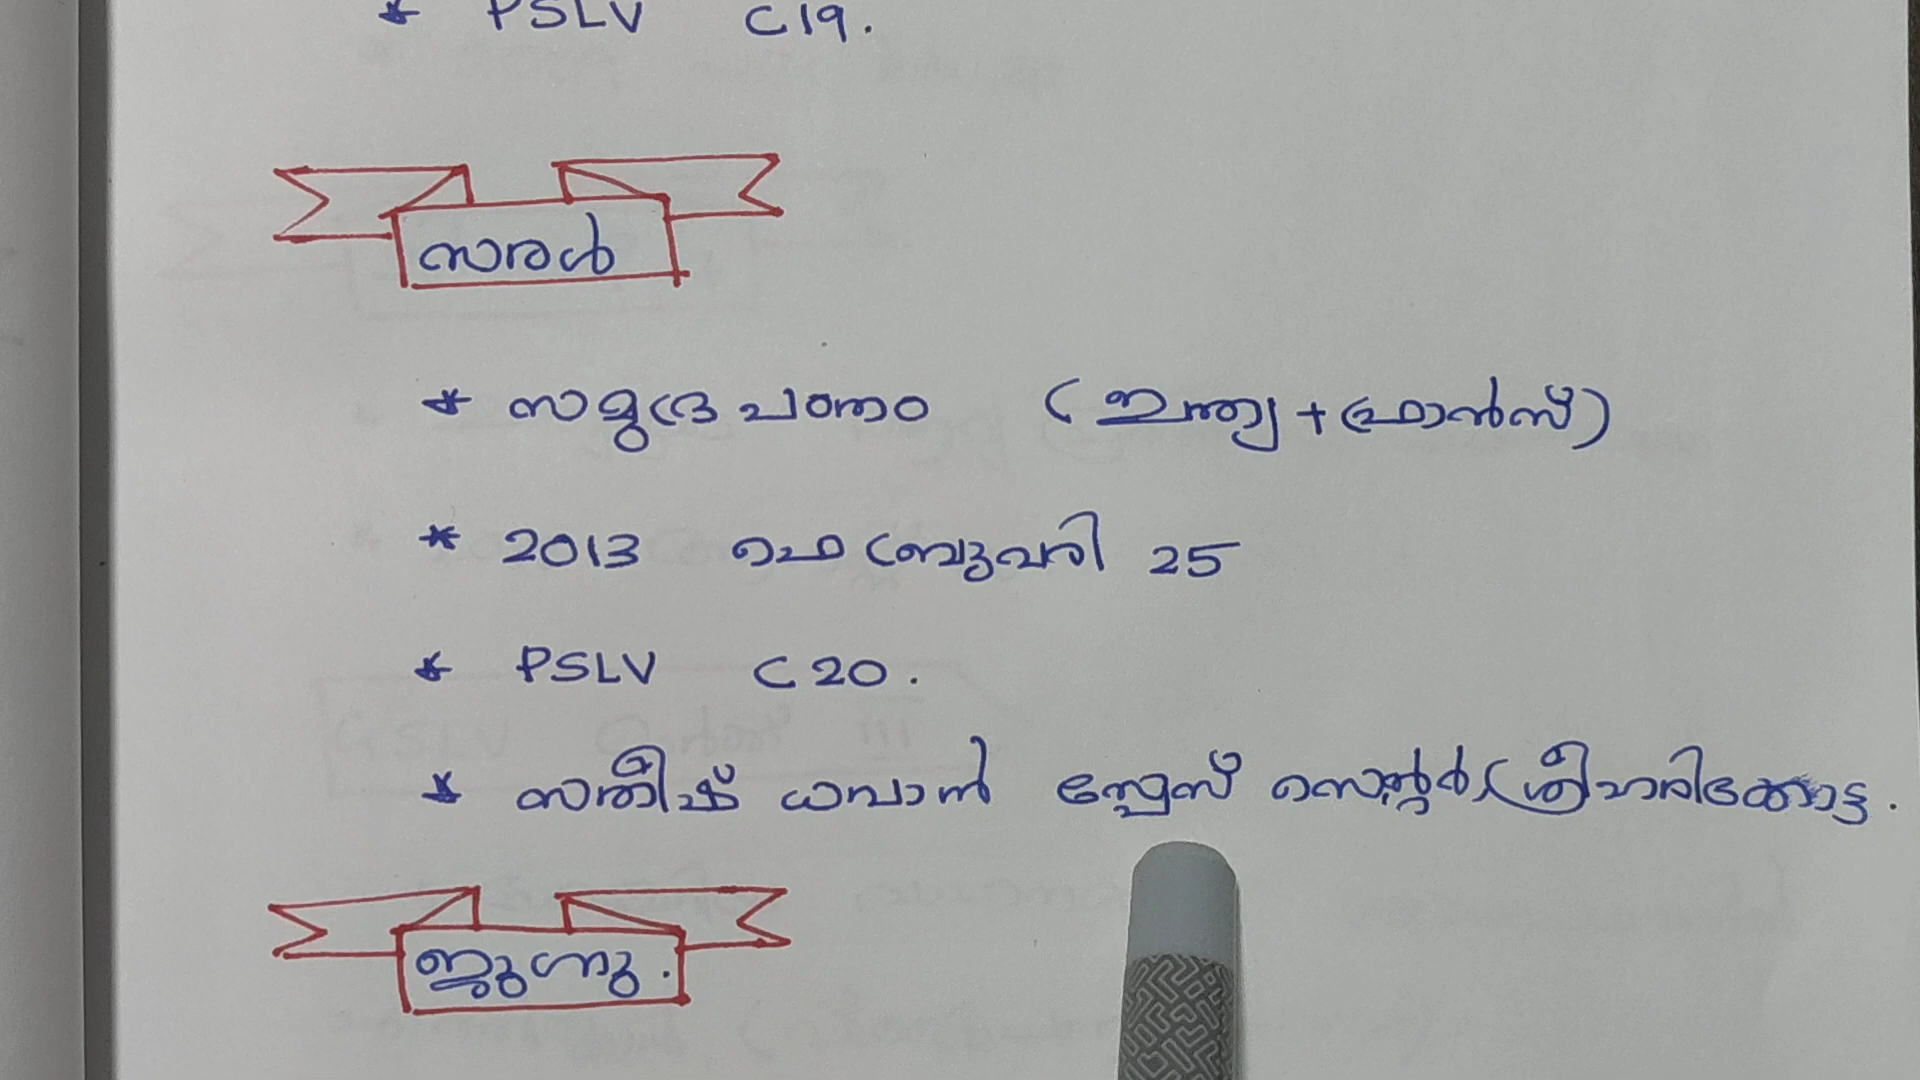 * PSLV C19.
സരൾ
* സമുദ്ര പഠനം (ഇന്ത്യ + ഫ്രാൻസ്)
* 2013 ഫെബ്രുവരി 25
* PSLV C20.
* സതീഷ് ധവാൻ സ്പേസ് സെന്റർ, ശ്രീഹരിക്കോട്ട.
ജുഗ്നു.